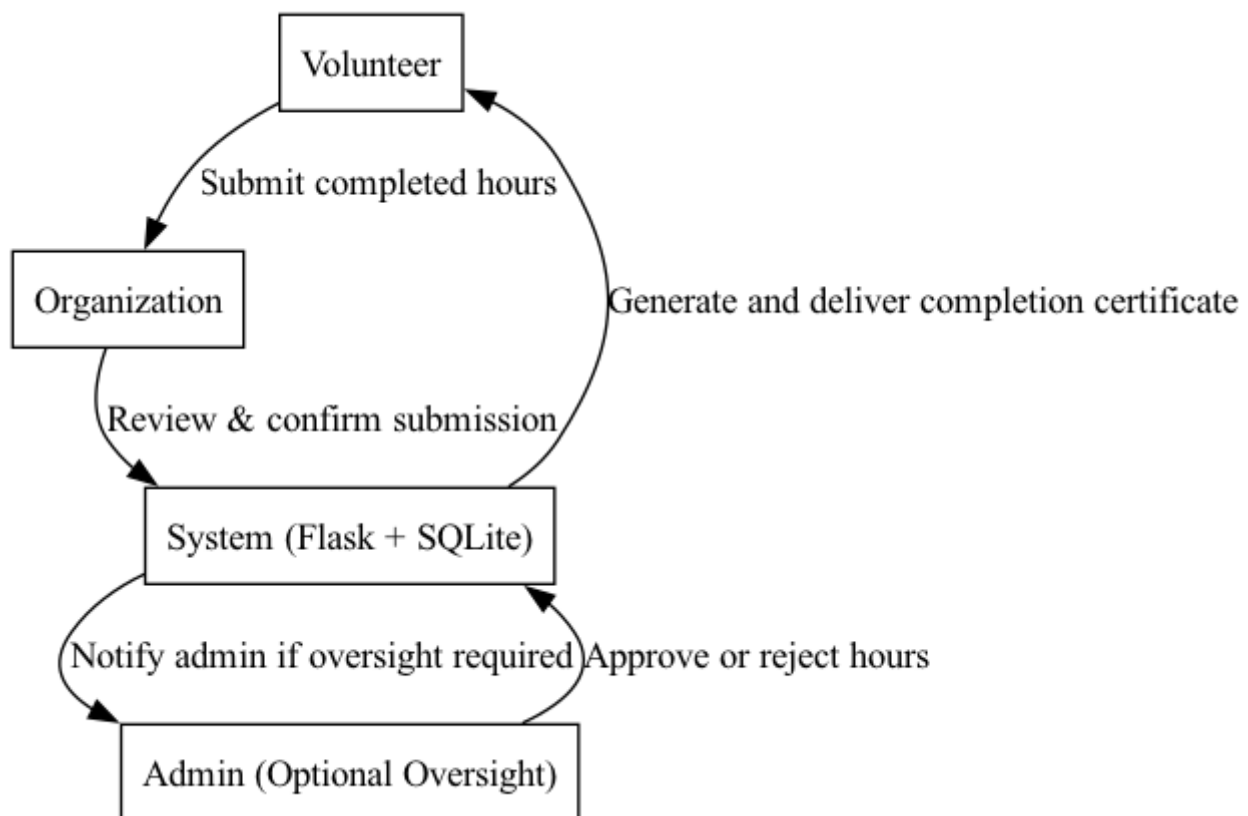 Volunteer
Submit completed hours
Organization
Generate and deliver completion certificate
Review & confirm submission
System (Flask + SQLite)
Notify admin if oversight required
Approve or reject hours
Admin (Optional Oversight)